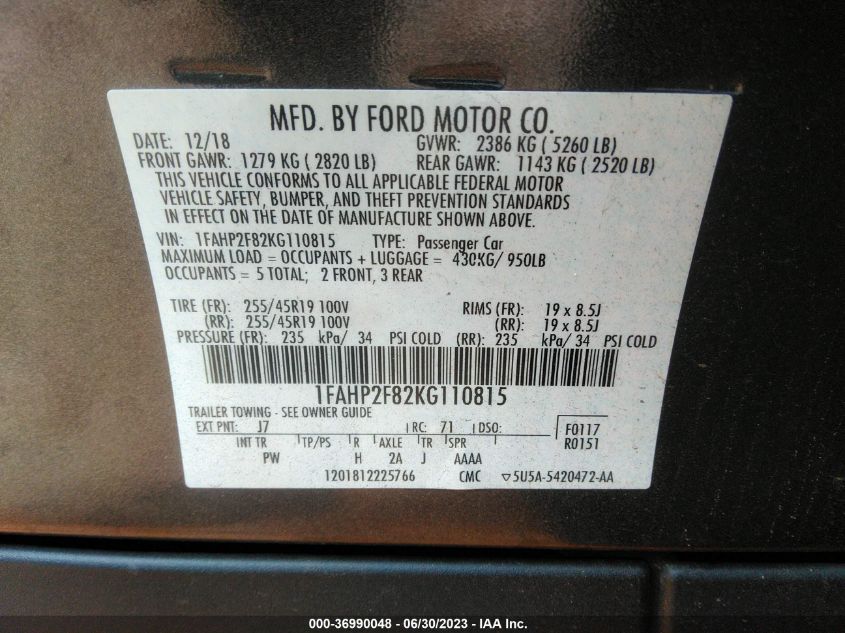 MFD. BY FORD MOTOR CO.
DATE: 12/18 GVWR: 2386 KG ( 5260 LB)
FRONT GAWR: 1279 KG ( 2820 LB) REAR GAWR: 1143 KG ( 2520 LB)
THIS VEHICLE CONFORMS TO ALL APPLICABLE FEDERAL MOTOR
VEHICLE SAFETY, BUMPER, AND THEFT PREVENTION STANDARDS
IN EFFECT ON THE DATE OF MANUFACTURE SHOWN ABOVE.
VIN: 1FAHP2F82KG110815 TYPE: Passenger Car
MAXIMUM LOAD = OCCUPANTS + LUGGAGE = 430KG/ 950LB
OCCUPANTS = 5 TOTAL; 2 FRONT, 3 REAR
TIRE (FR): 255/45R19 100V RIMS (FR): 19 x 8.5J
(RR): 255/45R19 100V (RR): 19 x 8.5J
PRESSURE (FR): 235 kPa/ 34 PSI COLD (RR): 235 kPa/ 34 PSI COLD
1FAHP2F82KG110815
TRAILER TOWING - SEE OWNER GUIDE
EXT PNT: J7 RC: 71 DSO: F0117
R0151
INT TR TP/PS R AXLE TR SPR
PW H 2A J AAAA
1201812225766 CMC ▽5U5A-5420472-AA
000-36990048 - 06/30/2023 - IAA Inc.